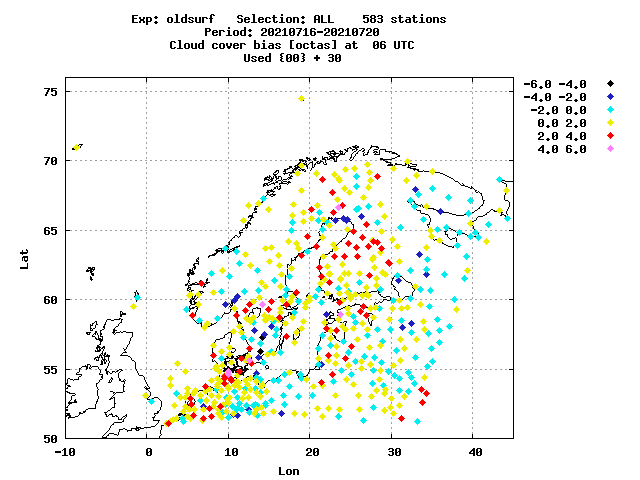 Exp: oldsurf   Selection: ALL    583 stations
Period: 20210716-20210720
Cloud cover bias [octas] at  06 UTC
Used {00} + 30
-6.0 -4.0
-4.0 -2.0
-2.0 0.0
0.0 2.0
2.0 4.0
4.0 6.0
75
70
65
60
55
50
Lat
-10 0 10 20 30 40
Lon